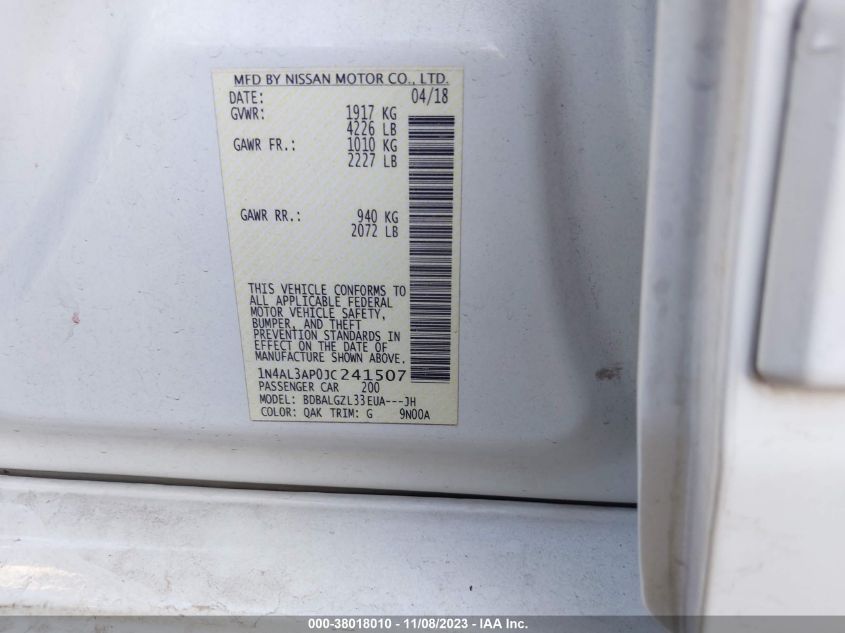 MFD BY NISSAN MOTOR CO., LTD.
DATE: 04/18
GVWR: 1917 KG
4226 LB
GAWR FR.: 1010 KG
2227 LB
GAWR RR.: 940 KG
2072 LB
THIS VEHICLE CONFORMS TO
ALL APPLICABLE FEDERAL
MOTOR VEHICLE SAFETY,
BUMPER, AND THEFT
PREVENTION STANDARDS IN
EFFECT ON THE DATE OF
MANUFACTURE SHOWN ABOVE.
1N4AL3AP0JC241507
PASSENGER CAR 200
MODEL: BDBALGZL33EUA---JH
COLOR: QAK TRIM: G 9N00A
000-38018010 - 11/08/2023 - IAA Inc.